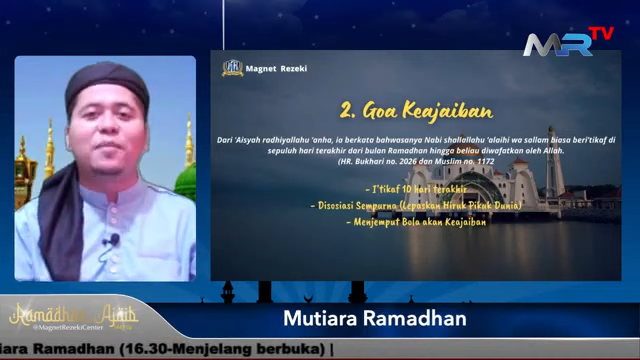 MR TV
Magnet Rezeki
2. Goa Keajaiban
Dari 'Aisyah radhiyallahu 'anha, ia berkata bahwasanya Nabi shallallahu 'alaihi wa sallam biasa beri'tikaf di
sepuluh hari terakhir dari bulan Ramadhan hingga beliau diwafatkan oleh Allah.
(HR. Bukhari no. 2026 dan Muslim no. 1172
- I'tikaf 10 hari terakhir
- Disosiasi Sempurna (Lepaskan Hiruk Pikuk Dunia)
- Menjemput Bola akan Keajaiban
Ramadhan Ajaib
@MagnetRezekiCenter
Mutiara Ramadhan
iara Ramadhan (16.30-Menjelang berbuka) |